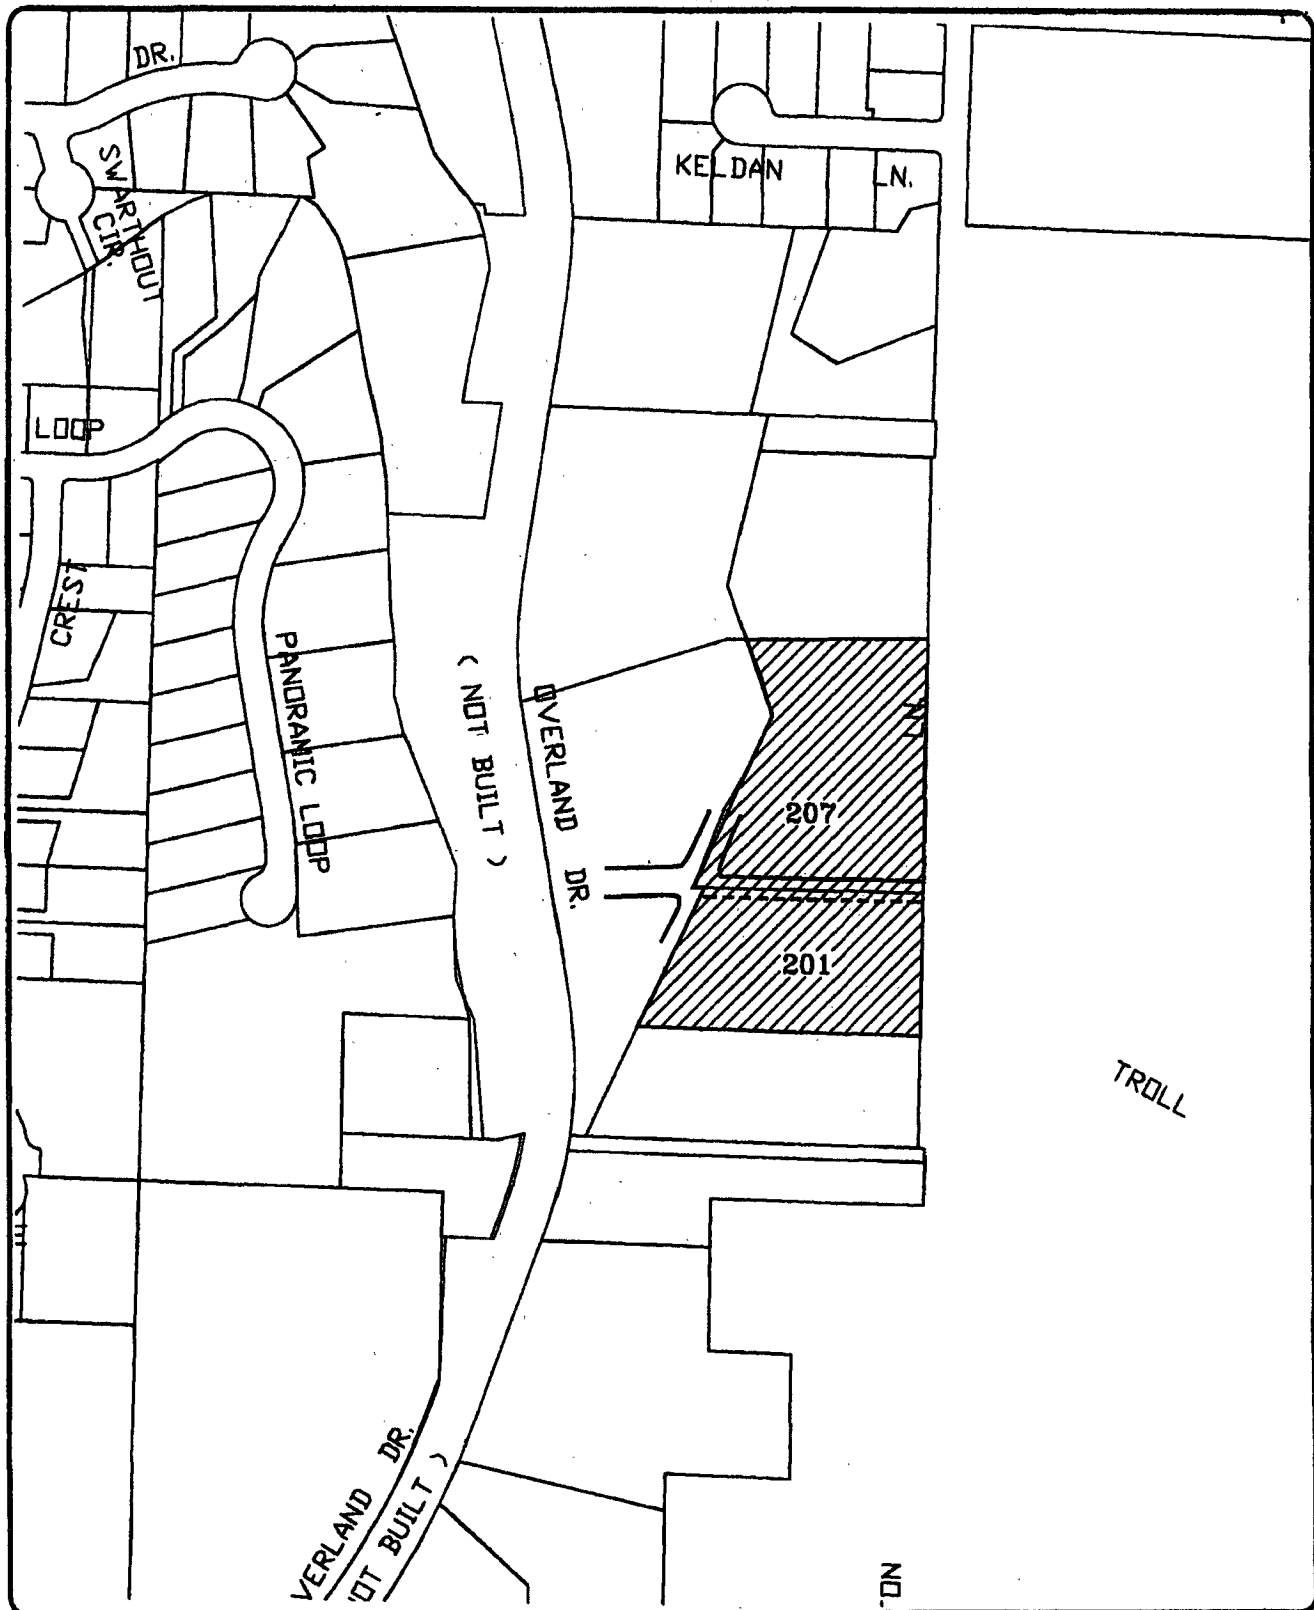 DR.
SWARTHOUT
CIR.
KELDAN LN.
LOOP
CREST
PANORAMIC LOOP
( NOT BUILT )
OVERLAND DR.
207
201
TROLL
VERLAND DR.
OT BUILT )
NO.